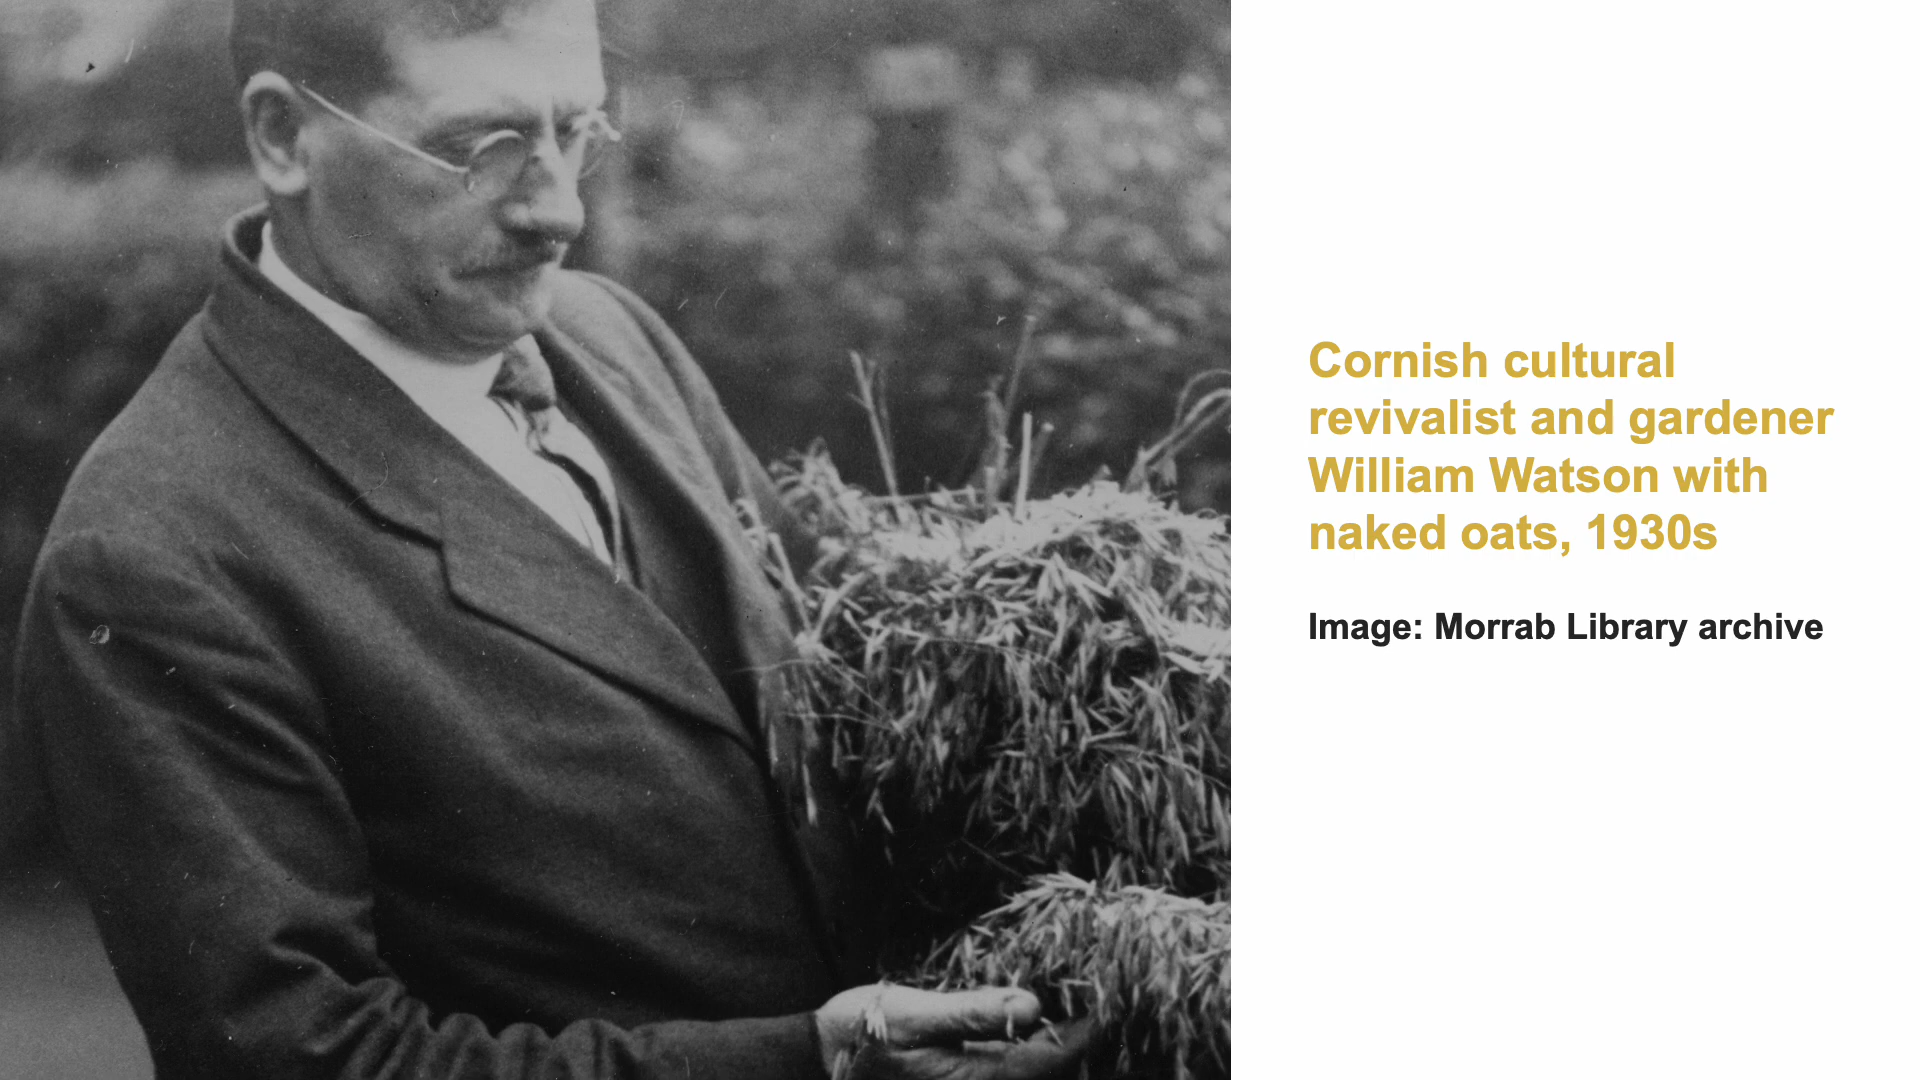 Cornish cultural
revivalist and gardener
William Watson with
naked oats, 1930s
Image: Morrab Library archive